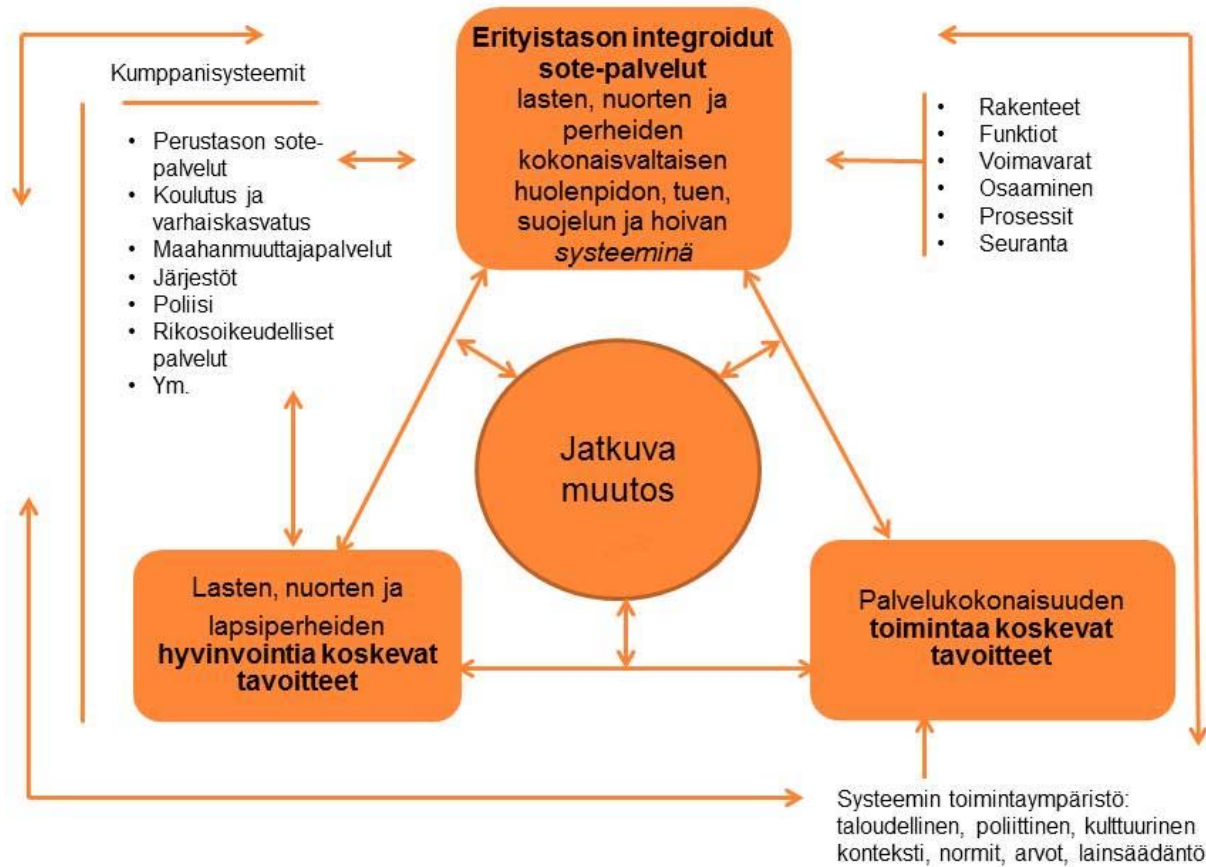 Erityistason integroidut
sote-palvelut
lasten, nuorten ja
perheiden
kokonaisvaltaisen
huolenpidon, tuen,
suojelun ja hoivan
systeeminä
Kumppanisysteemit
• Perustason sote-
palvelut
• Koulutus ja
varhaiskasvatus
• Maahanmuuttajapalvelut
• Järjestöt
• Poliisi
• Rikosoikeudelliset
palvelut
• Ym.
• Rakenteet
• Funktiot
• Voimavarat
• Osaaminen
• Prosessit
• Seuranta
Jatkuva
muutos
Lasten, nuorten ja
lapsiperheiden
hyvinvointia koskevat
tavoitteet
Palvelukokonaisuuden
toimintaa koskevat
tavoitteet
Systeemin toimintaympäristö:
taloudellinen, poliittinen, kulttuurinen
konteksti, normit, arvot, lainsäädäntö